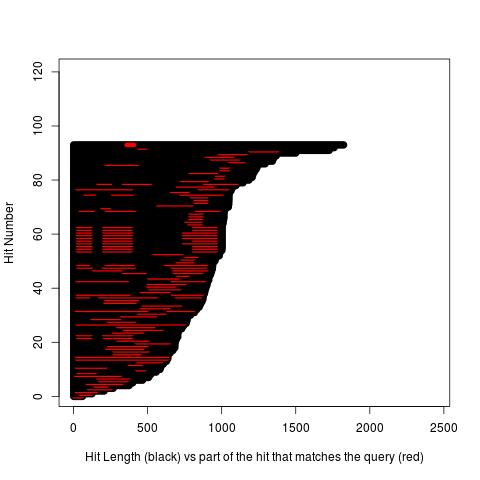 120
100
80
60
40
20
0
Hit Number
0 500 1000 1500 2000 2500
Hit Length (black) vs part of the hit that matches the query (red)